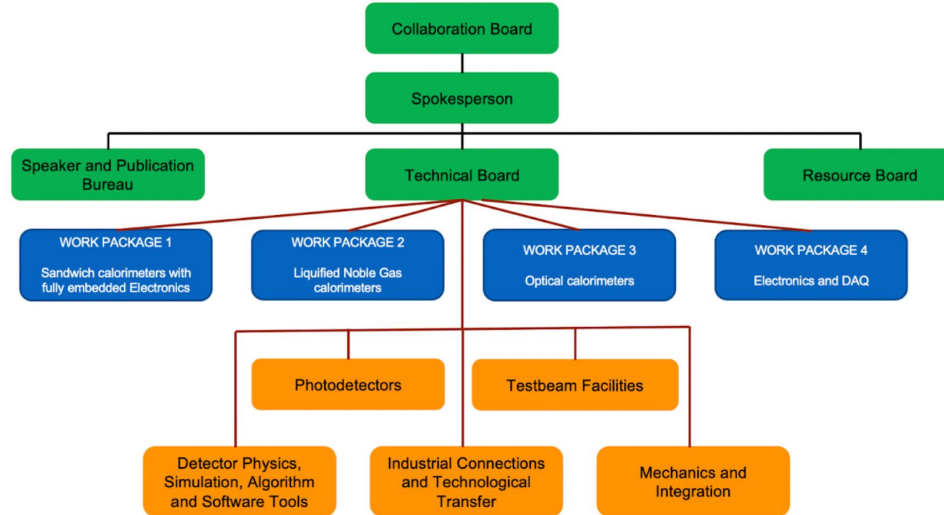 Collaboration Board
Spokesperson
Speaker and Publication
Bureau
Technical Board
Resource Board
WORK PACKAGE 1
Sandwich calorimeters with
fully embedded Electronics
WORK PACKAGE 2
Liquified Noble Gas
calorimeters
WORK PACKAGE 3
Optical calorimeters
WORK PACKAGE 4
Electronics and DAQ
Photodetectors
Testbeam Facilities
Detector Physics,
Simulation, Algorithm
and Software Tools
Industrial Connections
and Technological
Transfer
Mechanics and
Integration